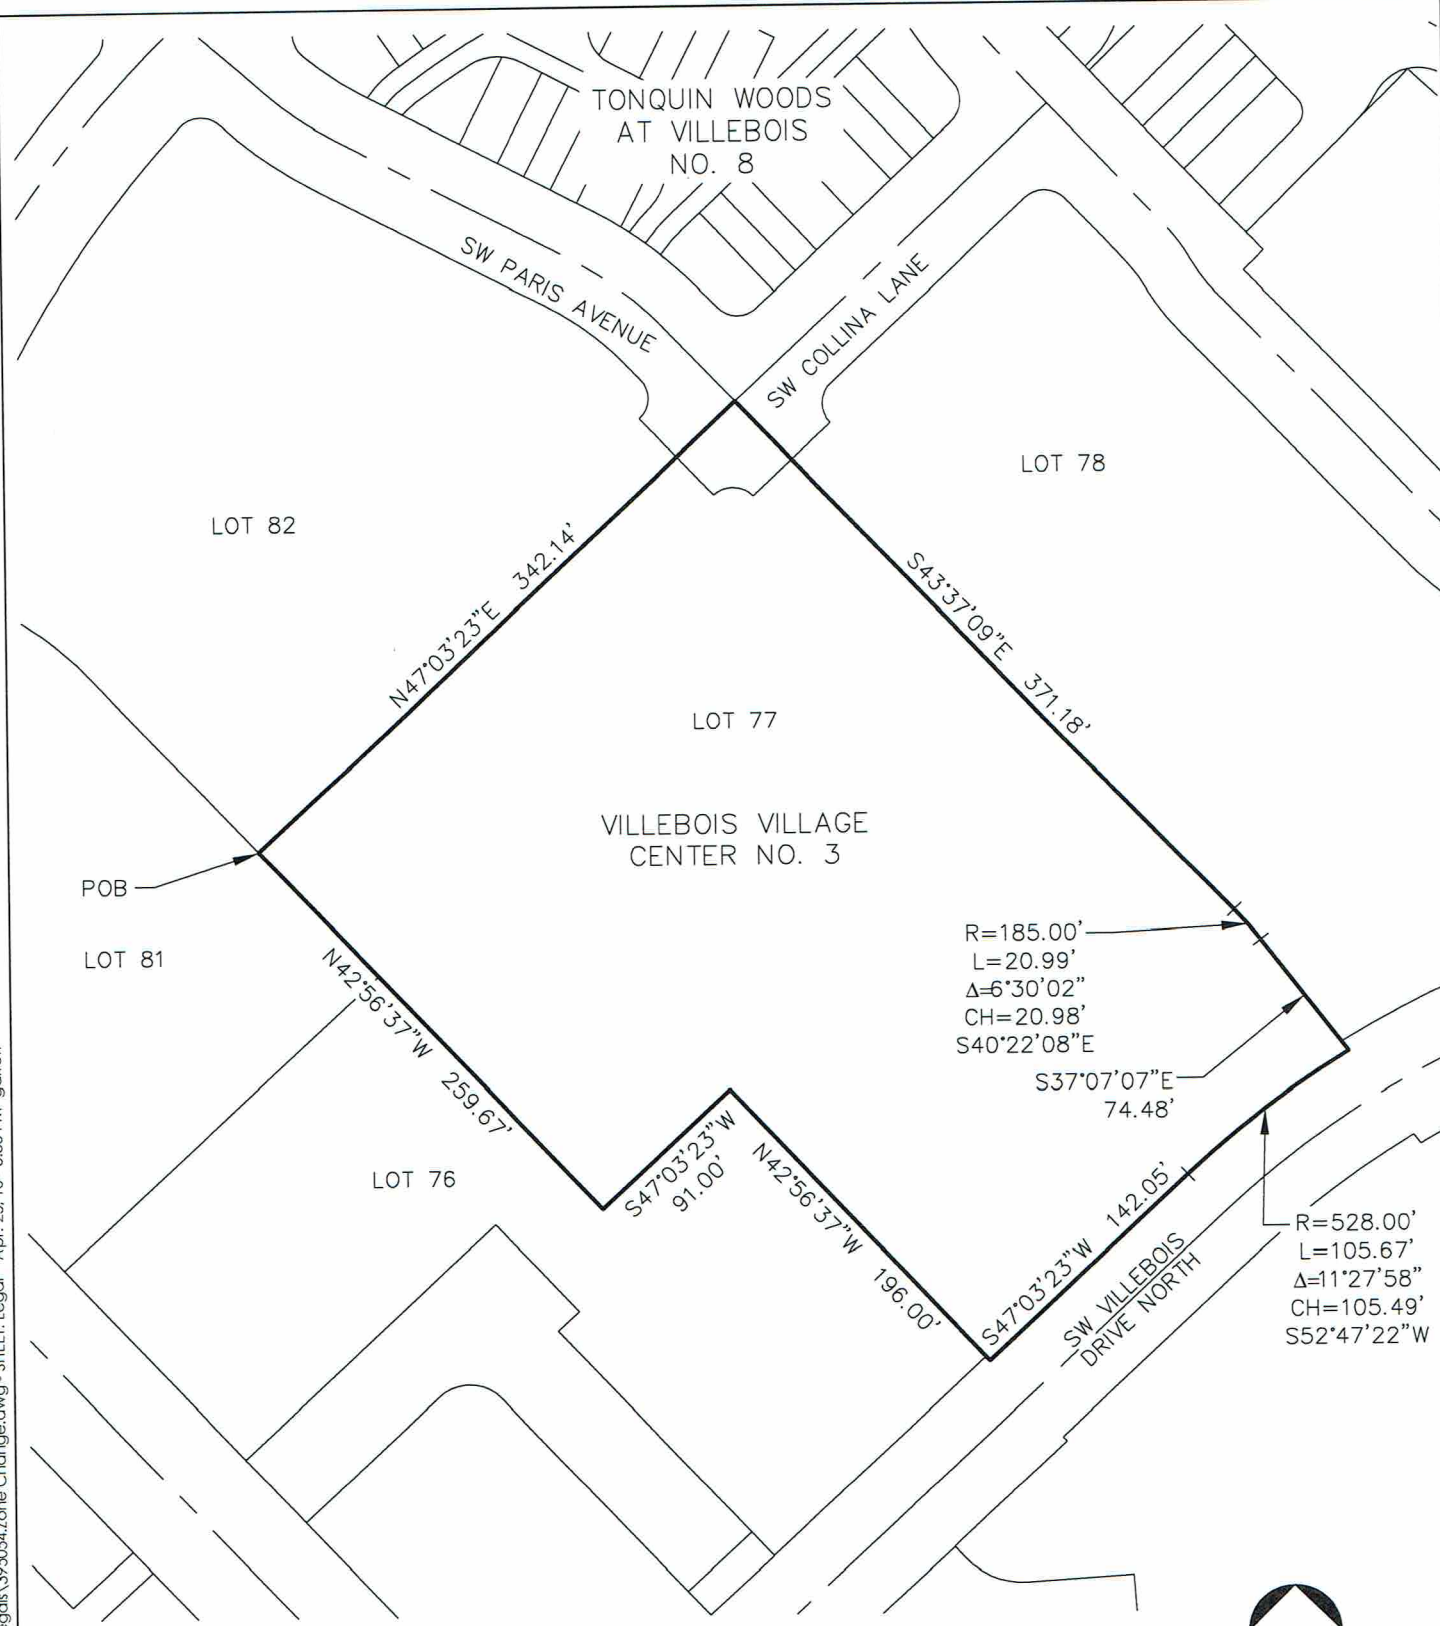 TONQUIN WOODS
AT VILLEBOIS
NO. 8
SW PARIS AVENUE
SW COLLINA LANE
LOT 78
LOT 82
N47°03'23"E 342.14'
S43°37'09"E 371.18'
LOT 77
VILLEBOIS VILLAGE
CENTER NO. 3
POB
LOT 81
R=185.00'
L=20.99'
Δ=6°30'02"
CH=20.98'
S40°22'08"E
S37°07'07"E
74.48'
N42°56'37"W 259.67'
LOT 76
S47°03'23"W
91.00'
N42°56'37"W 196.00'
S47°03'23"W 142.05'
SW VILLEBOIS
DRIVE NORTH
R=528.00'
L=105.67'
Δ=11°27'58"
CH=105.49'
S52°47'22"W